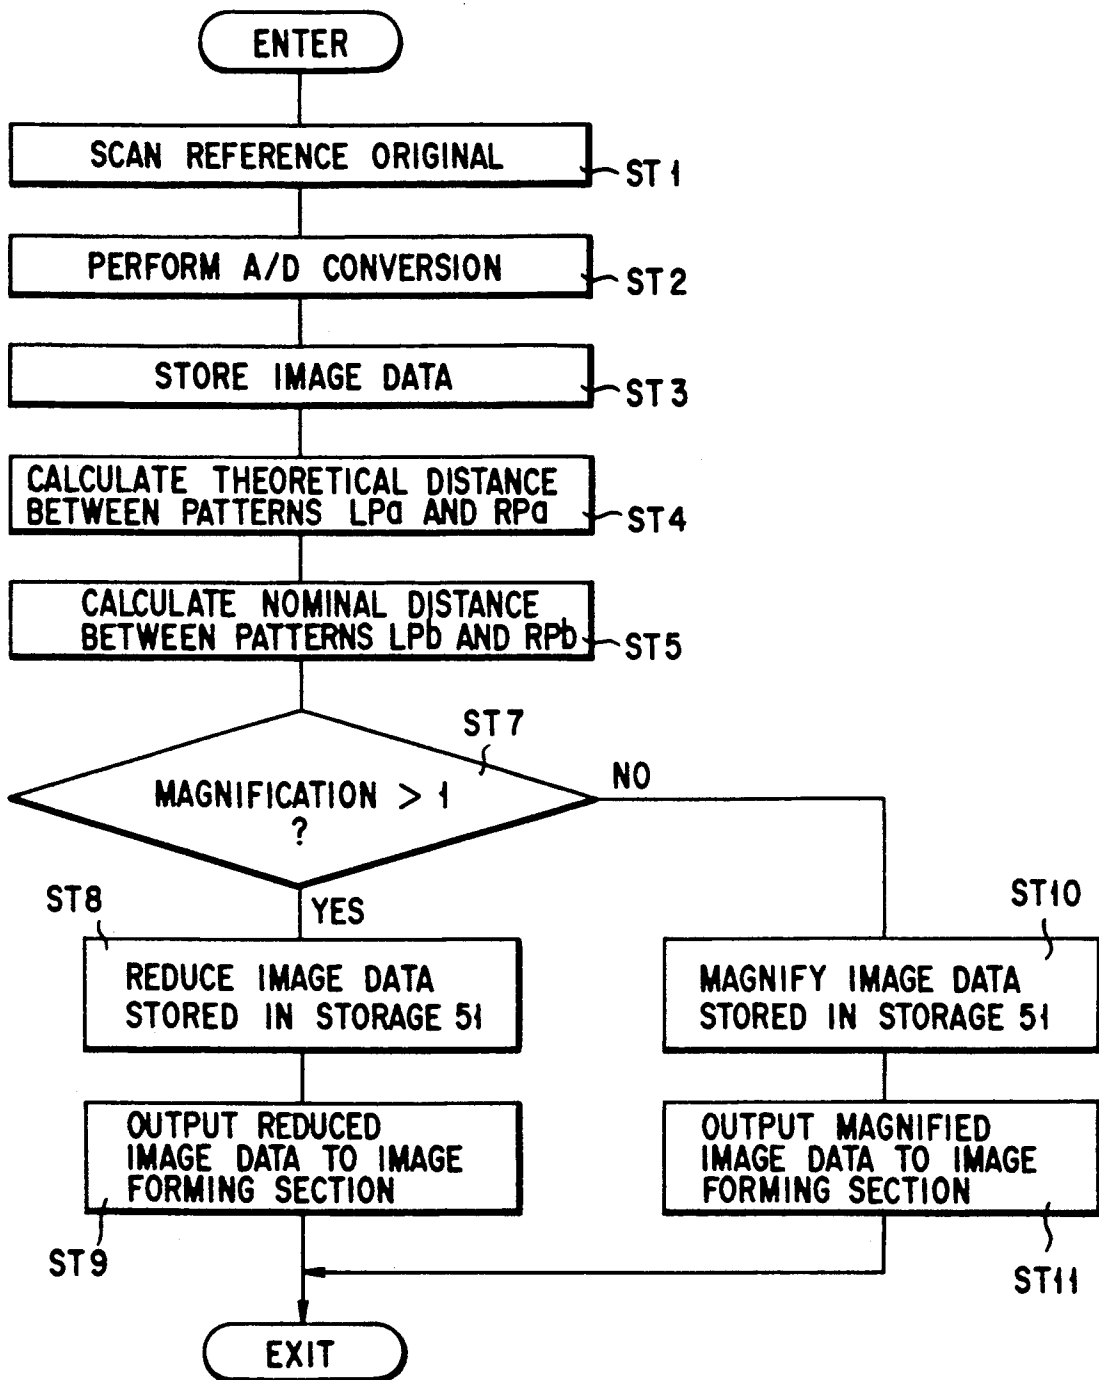 ENTER
SCAN REFERENCE ORIGINAL
ST1
PERFORM A/D CONVERSION
ST2
STORE IMAGE DATA
ST3
CALCULATE THEORETICAL DISTANCE
BETWEEN PATTERNS LPa AND RPa
ST4
CALCULATE NOMINAL DISTANCE
BETWEEN PATTERNS LPb AND RPb
ST5
ST7
MAGNIFICATION > 1
?
NO
YES
ST8
REDUCE IMAGE DATA
STORED IN STORAGE 51
ST10
MAGNIFY IMAGE DATA
STORED IN STORAGE 51
OUTPUT REDUCED
IMAGE DATA TO IMAGE
FORMING SECTION
ST9
OUTPUT MAGNIFIED
IMAGE DATA TO IMAGE
FORMING SECTION
ST11
EXIT